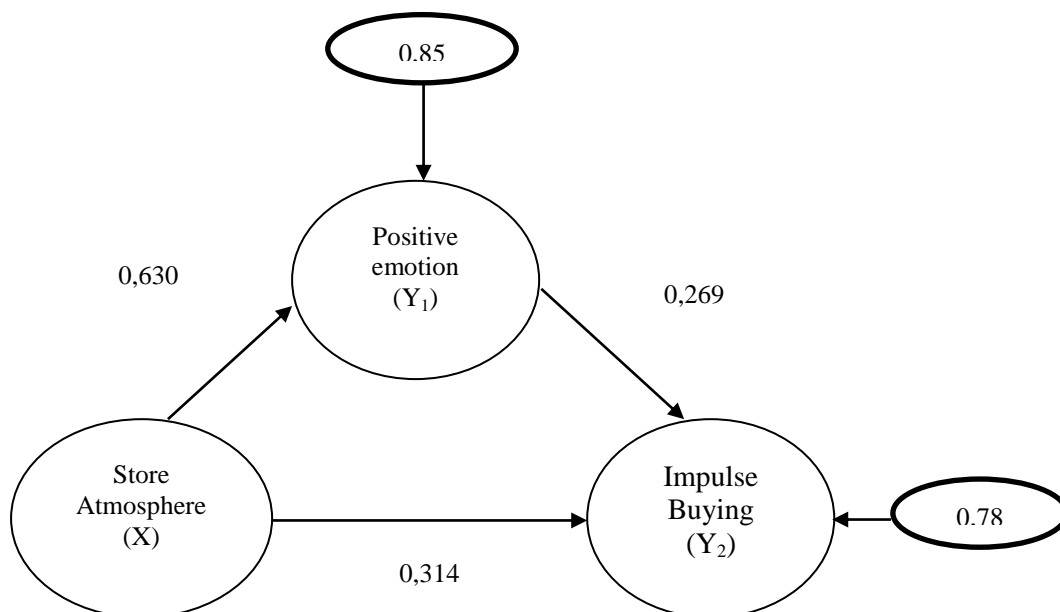 0.85
Positive
emotion
(Y₁)
0,630
0,269
Store
Atmosphere
(X)
Impulse
Buying
(Y₂)
0.78
0,314